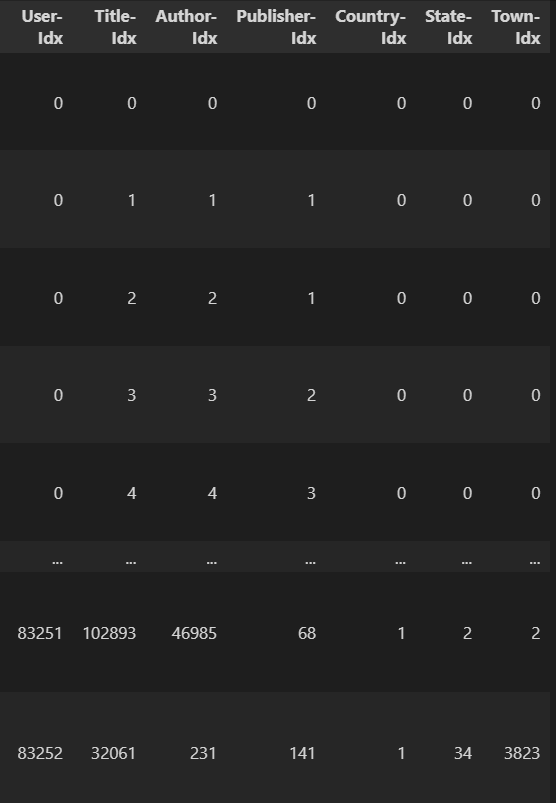 User-Idx Title-Idx Author-Idx Publisher-Idx Country-Idx State-Idx Town-Idx
0 0 0 0 0 0 0
0 1 1 1 0 0 0
0 2 2 1 0 0 0
0 3 3 2 0 0 0
0 4 4 3 0 0 0
... ... ... ... ... ... ...
83251 102893 46985 68 1 2 2
83252 32061 231 141 1 34 3823